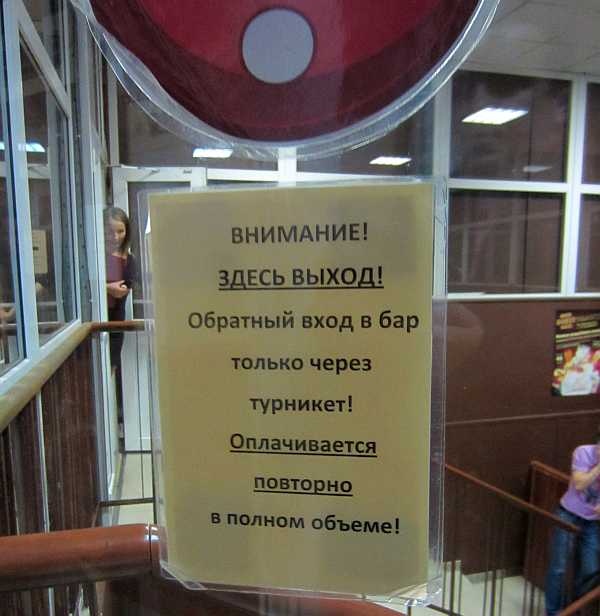 ВНИМАНИЕ!
ЗДЕСЬ ВЫХОД!
Обратный вход в бар
только через
турникет!
Оплачивается
повторно
в полном объеме!